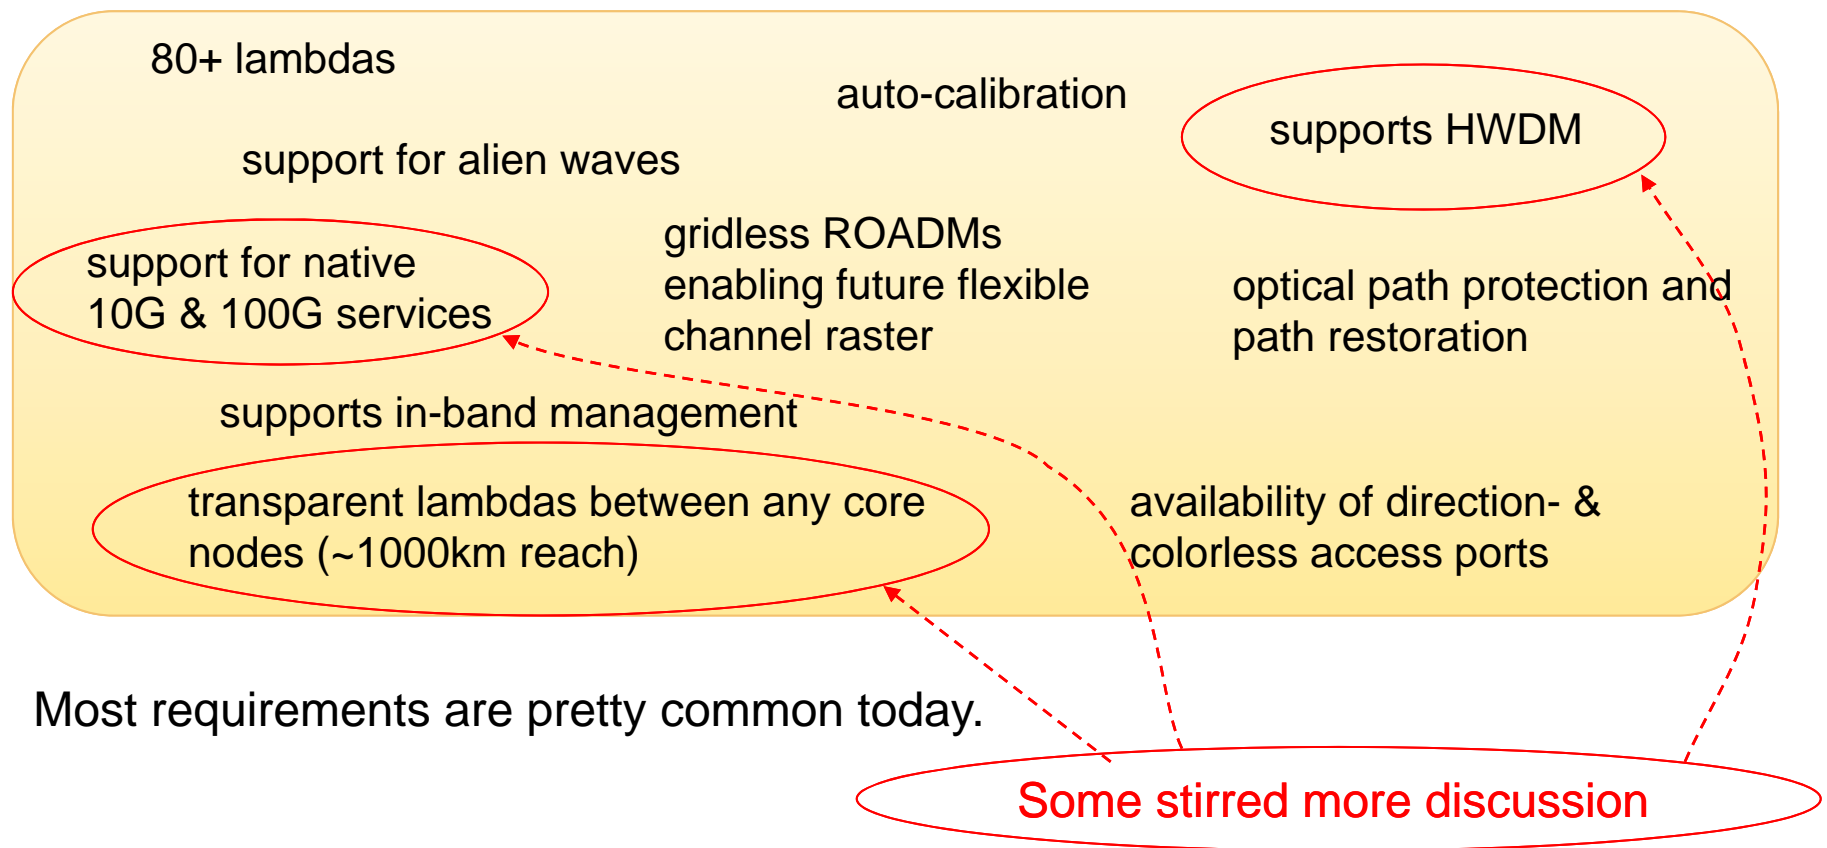 80+ lambdas
auto-calibration
supports HWDM
support for alien waves
gridless ROADMs
enabling future flexible
channel raster
support for native
10G & 100G services
optical path protection and
path restoration
supports in-band management
transparent lambdas between any core
nodes (~1000km reach)
availability of direction- &
colorless access ports
Most requirements are pretty common today.
Some stirred more discussion